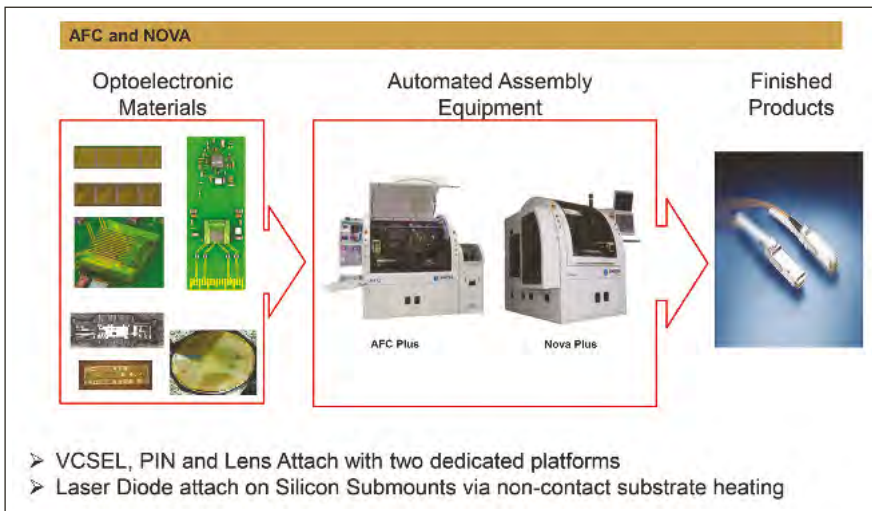 AFC and NOVA
Optoelectronic
Materials
Automated Assembly
Equipment
Finished
Products
AFC Plus
Nova Plus
➢ VCSEL, PIN and Lens Attach with two dedicated platforms
➢ Laser Diode attach on Silicon Submounts via non-contact substrate heating